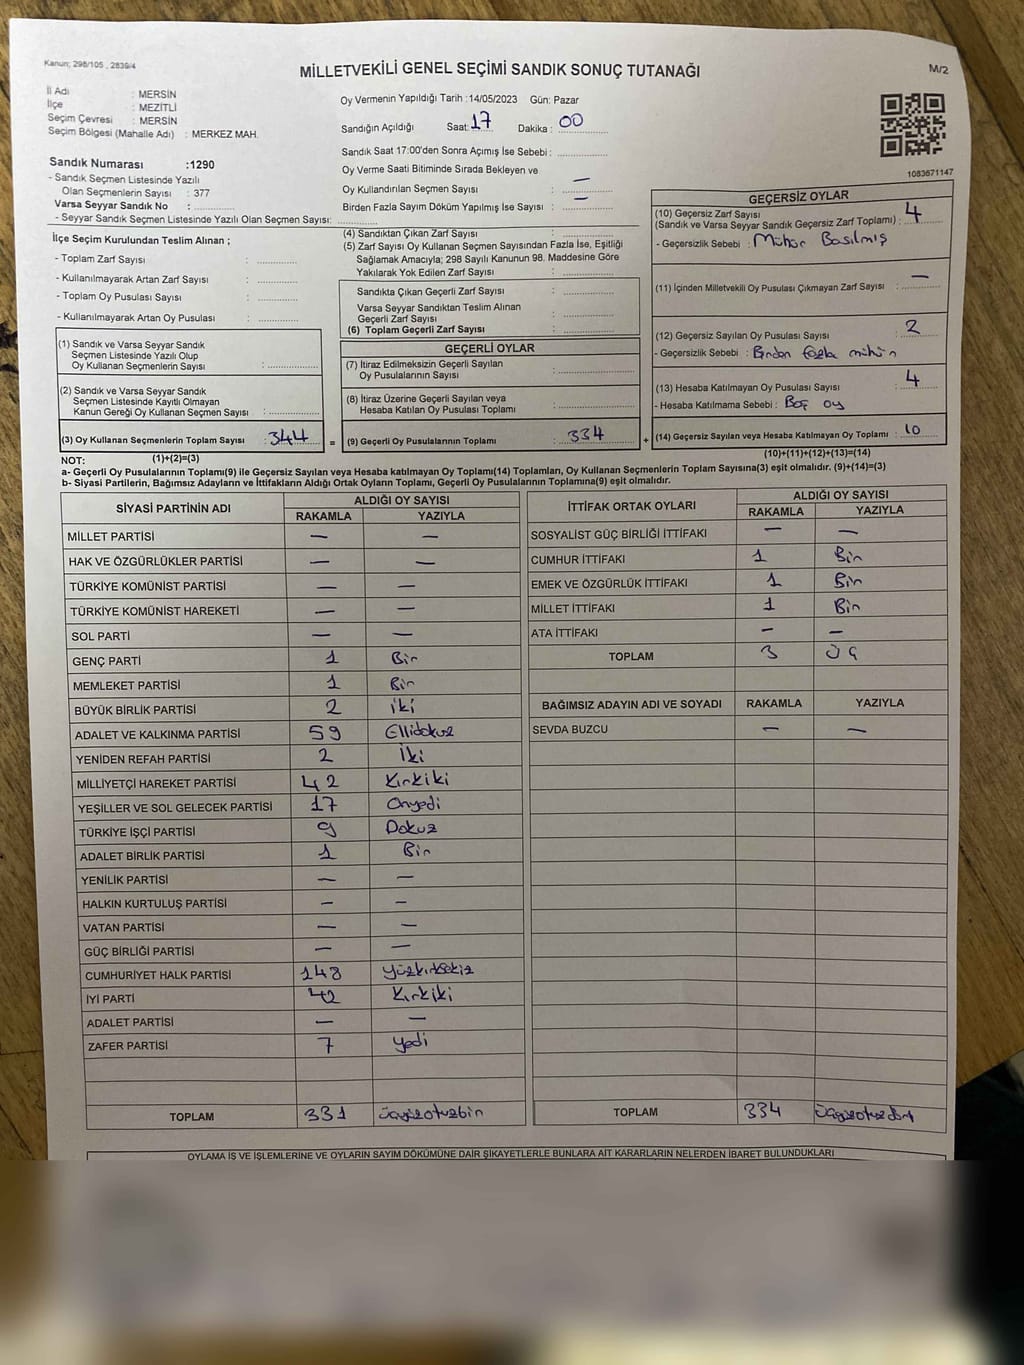 Kanun; 298/105 , 2839/4
MİLLETVEKİLİ GENEL SEÇİMİ SANDIK SONUÇ TUTANAĞI
M/2
İl Adı : MERSİN
İlçe : MEZİTLİ
Seçim Çevresi : MERSİN
Seçim Bölgesi (Mahalle Adı) : MERKEZ MAH.
Sandık Numarası :1290
- Sandık Seçmen Listesinde Yazılı
Olan Seçmenlerin Sayısı : 377
Varsa Seyyar Sandık No :
- Seyyar Sandık Seçmen Listesinde Yazılı Olan Seçmen Sayısı:
Oy Vermenin Yapıldığı Tarih :14/05/2023 Gün: Pazar
Sandığın Açıldığı Saat: 17 Dakika : 00
Sandık Saat 17:00'den Sonra Açımış İse Sebebi :
Oy Verme Saati Bitiminde Sırada Bekleyen ve
Oy Kullandırılan Seçmen Sayısı : —
Birden Fazla Sayım Döküm Yapılmış İse Sayısı : —
1083671147
İlçe Seçim Kurulundan Teslim Alınan ;
- Toplam Zarf Sayısı :
- Kullanılmayarak Artan Zarf Sayısı :
- Toplam Oy Pusulası Sayısı :
- Kullanılmayarak Artan Oy Pusulası :
(4) Sandıktan Çıkan Zarf Sayısı :
(5) Zarf Sayısı Oy Kullanan Seçmen Sayısından Fazla İse, Eşitliği
Sağlamak Amacıyla; 298 Sayılı Kanunun 98. Maddesine Göre
Yakılarak Yok Edilen Zarf Sayısı :
Sandıkta Çıkan Geçerli Zarf Sayısı :
Varsa Seyyar Sandıktan Teslim Alınan
Geçerli Zarf Sayısı :
(6) Toplam Geçerli Zarf Sayısı :
GEÇERSİZ OYLAR
(10) Geçersiz Zarf Sayısı
(Sandık ve Varsa Seyyar Sandık Geçersiz Zarf Toplamı) : 4
- Geçersizlik Sebebi : Mühür Basılmış
(11) İçinden Milletvekili Oy Pusulası Çıkmayan Zarf Sayısı : —
(12) Geçersiz Sayılan Oy Pusulası Sayısı : 2
- Geçersizlik Sebebi : Birden fazla mühür
(13) Hesaba Katılmayan Oy Pusulası Sayısı : 4
- Hesaba Katılmama Sebebi : Boş oy
(14) Geçersiz Sayılan veya Hesaba Katılmayan Oy Toplamı : 10
(10)+(11)+(12)+(13)=(14)
(1) Sandık ve Varsa Seyyar Sandık
Seçmen Listesinde Yazılı Olup
Oy Kullanan Seçmenlerin Sayısı :
(2) Sandık ve Varsa Seyyar Sandık
Seçmen Listesinde Kayıtlı Olmayan
Kanun Gereği Oy Kullanan Seçmen Sayısı :
(3) Oy Kullanan Seçmenlerin Toplam Sayısı : 344 =
(1)+(2)=(3)
GEÇERLİ OYLAR
(7) İtiraz Edilmeksizin Geçerli Sayılan
Oy Pusulalarının Sayısı :
(8) İtiraz Üzerine Geçerli Sayılan veya
Hesaba Katılan Oy Pusulası Toplamı :
(9) Geçerli Oy Pusulalarının Toplamı : 334 +
NOT:
a- Geçerli Oy Pusulalarının Toplamı(9) ile Geçersiz Sayılan veya Hesaba katılmayan Oy Toplamı(14) Toplamları, Oy Kullanan Seçmenlerin Toplam Sayısına(3) eşit olmalıdır. (9)+(14)=(3)
b- Siyasi Partilerin, Bağımsız Adayların ve İttifakların Aldığı Ortak Oyların Toplamı, Geçerli Oy Pusulalarının Toplamına(9) eşit olmalıdır.
SİYASİ PARTİNİN ADI ALDIĞI OY SAYISI
RAKAMLA YAZIYLA
MİLLET PARTİSİ — —
HAK VE ÖZGÜRLÜKLER PARTİSİ — —
TÜRKİYE KOMÜNİST PARTİSİ — —
TÜRKİYE KOMÜNİST HAREKETİ — —
SOL PARTİ — —
GENÇ PARTİ 1 Bir
MEMLEKET PARTİSİ 1 Bir
BÜYÜK BİRLİK PARTİSİ 2 iki
ADALET VE KALKINMA PARTİSİ 59 Ellidokuz
YENİDEN REFAH PARTİSİ 2 İki
MİLLİYETÇİ HAREKET PARTİSİ 42 Kırkiki
YEŞİLLER VE SOL GELECEK PARTİSİ 17 Onyedi
TÜRKİYE İŞÇİ PARTİSİ 9 Dokuz
ADALET BİRLİK PARTİSİ 1 Bir
YENİLİK PARTİSİ — —
HALKIN KURTULUŞ PARTİSİ — —
VATAN PARTİSİ — —
GÜÇ BİRLİĞİ PARTİSİ — —
CUMHURİYET HALK PARTİSİ 148 Yüzkırksekiz
İYİ PARTİ 42 Kırkiki
ADALET PARTİSİ — —
ZAFER PARTİSİ 7 Yedi
TOPLAM 331 üçyüzotuzbir
İTTİFAK ORTAK OYLARI ALDIĞI OY SAYISI
RAKAMLA YAZIYLA
SOSYALİST GÜÇ BİRLİĞİ İTTİFAKI — —
CUMHUR İTTİFAKI 1 Bir
EMEK VE ÖZGÜRLÜK İTTİFAKI 1 Bir
MİLLET İTTİFAKI 1 Bir
ATA İTTİFAKI — —
TOPLAM 3 ÜÇ
BAĞIMSIZ ADAYIN ADI VE SOYADI RAKAMLA YAZIYLA
SEVDA BUZCU — —
TOPLAM 334 üçyüzotuzdört
OYLAMA İŞ VE İŞLEMLERİNE VE OYLARIN SAYIM DÖKÜMÜNE DAİR ŞİKAYETLERLE BUNLARA AİT KARARLARIN NELERDEN İBARET BULUNDUKLARI